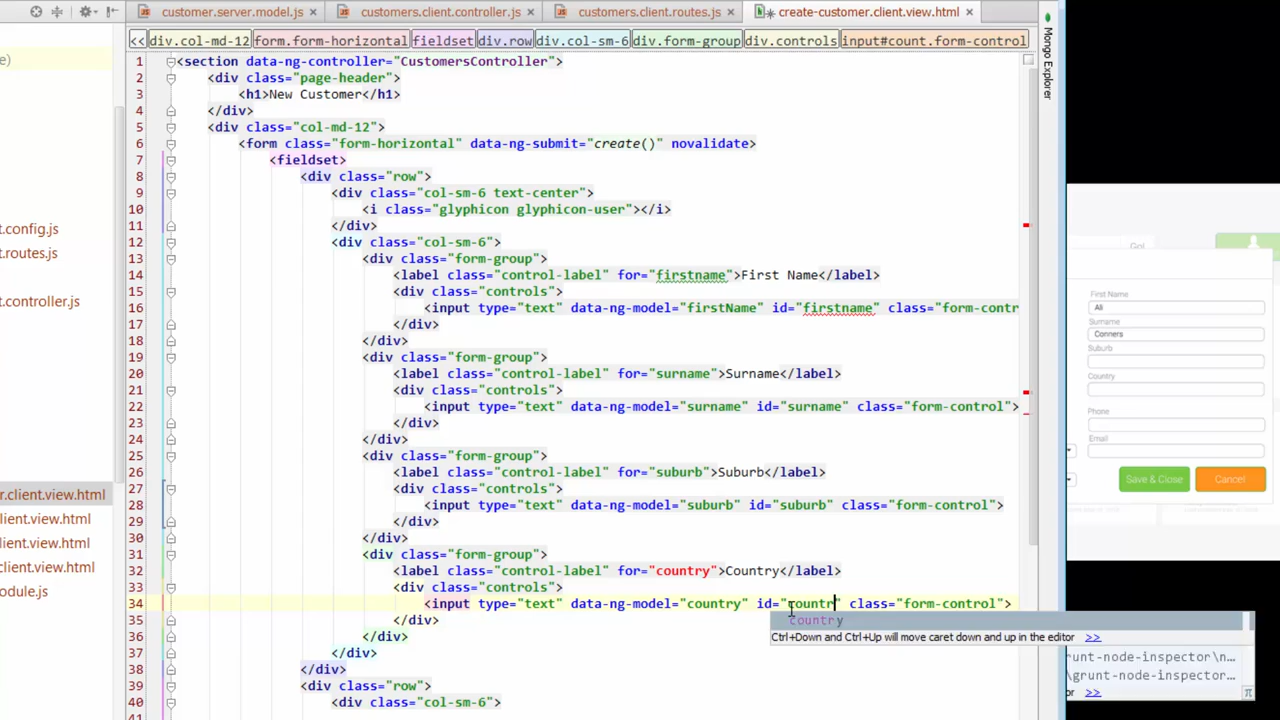 customer.server.model.js
customers.client.controller.js
customers.client.routes.js
create-customer.client.view.html
<< div.col-md-12 form.form-horizontal fieldset div.row div.col-sm-6 div.form-group div.controls input#count.form-control
Mongo Explorer
e)
t.config.js
t.routes.js
t.controller.js
r.client.view.html
lient.view.html
lient.view.html
client.view.html
odule.js
1 <section data-ng-controller="CustomersController">
2 <div class="page-header">
3 <h1>New Customer</h1>
4 </div>
5 <div class="col-md-12">
6 <form class="form-horizontal" data-ng-submit="create()" novalidate>
7 <fieldset>
8 <div class="row">
9 <div class="col-sm-6 text-center">
10 <i class="glyphicon glyphicon-user"></i>
11 </div>
12 <div class="col-sm-6">
13 <div class="form-group">
14 <label class="control-label" for="firstname">First Name</label>
15 <div class="controls">
16 <input type="text" data-ng-model="firstName" id="firstname" class="form-contr
17 </div>
18 </div>
19 <div class="form-group">
20 <label class="control-label" for="surname">Surname</label>
21 <div class="controls">
22 <input type="text" data-ng-model="surname" id="surname" class="form-control">
23 </div>
24 </div>
25 <div class="form-group">
26 <label class="control-label" for="suburb">Suburb</label>
27 <div class="controls">
28 <input type="text" data-ng-model="suburb" id="suburb" class="form-control">
29 </div>
30 </div>
31 <div class="form-group">
32 <label class="control-label" for="country">Country</label>
33 <div class="controls">
34 <input type="text" data-ng-model="country" id="countr" class="form-control">
35 </div>
36 </div>
37 </div>
38 </div>
39 <div class="row">
40 <div class="col-sm-6">
country
Ctrl+Down and Ctrl+Up will move caret down and up in the editor >>
runt-node-inspector\n...
\grunt-node-inspector...
or >>
Go!
First Name
Ali
Surname
Conners
Suburb
Country
Phone
Email
Save & Close
Cancel